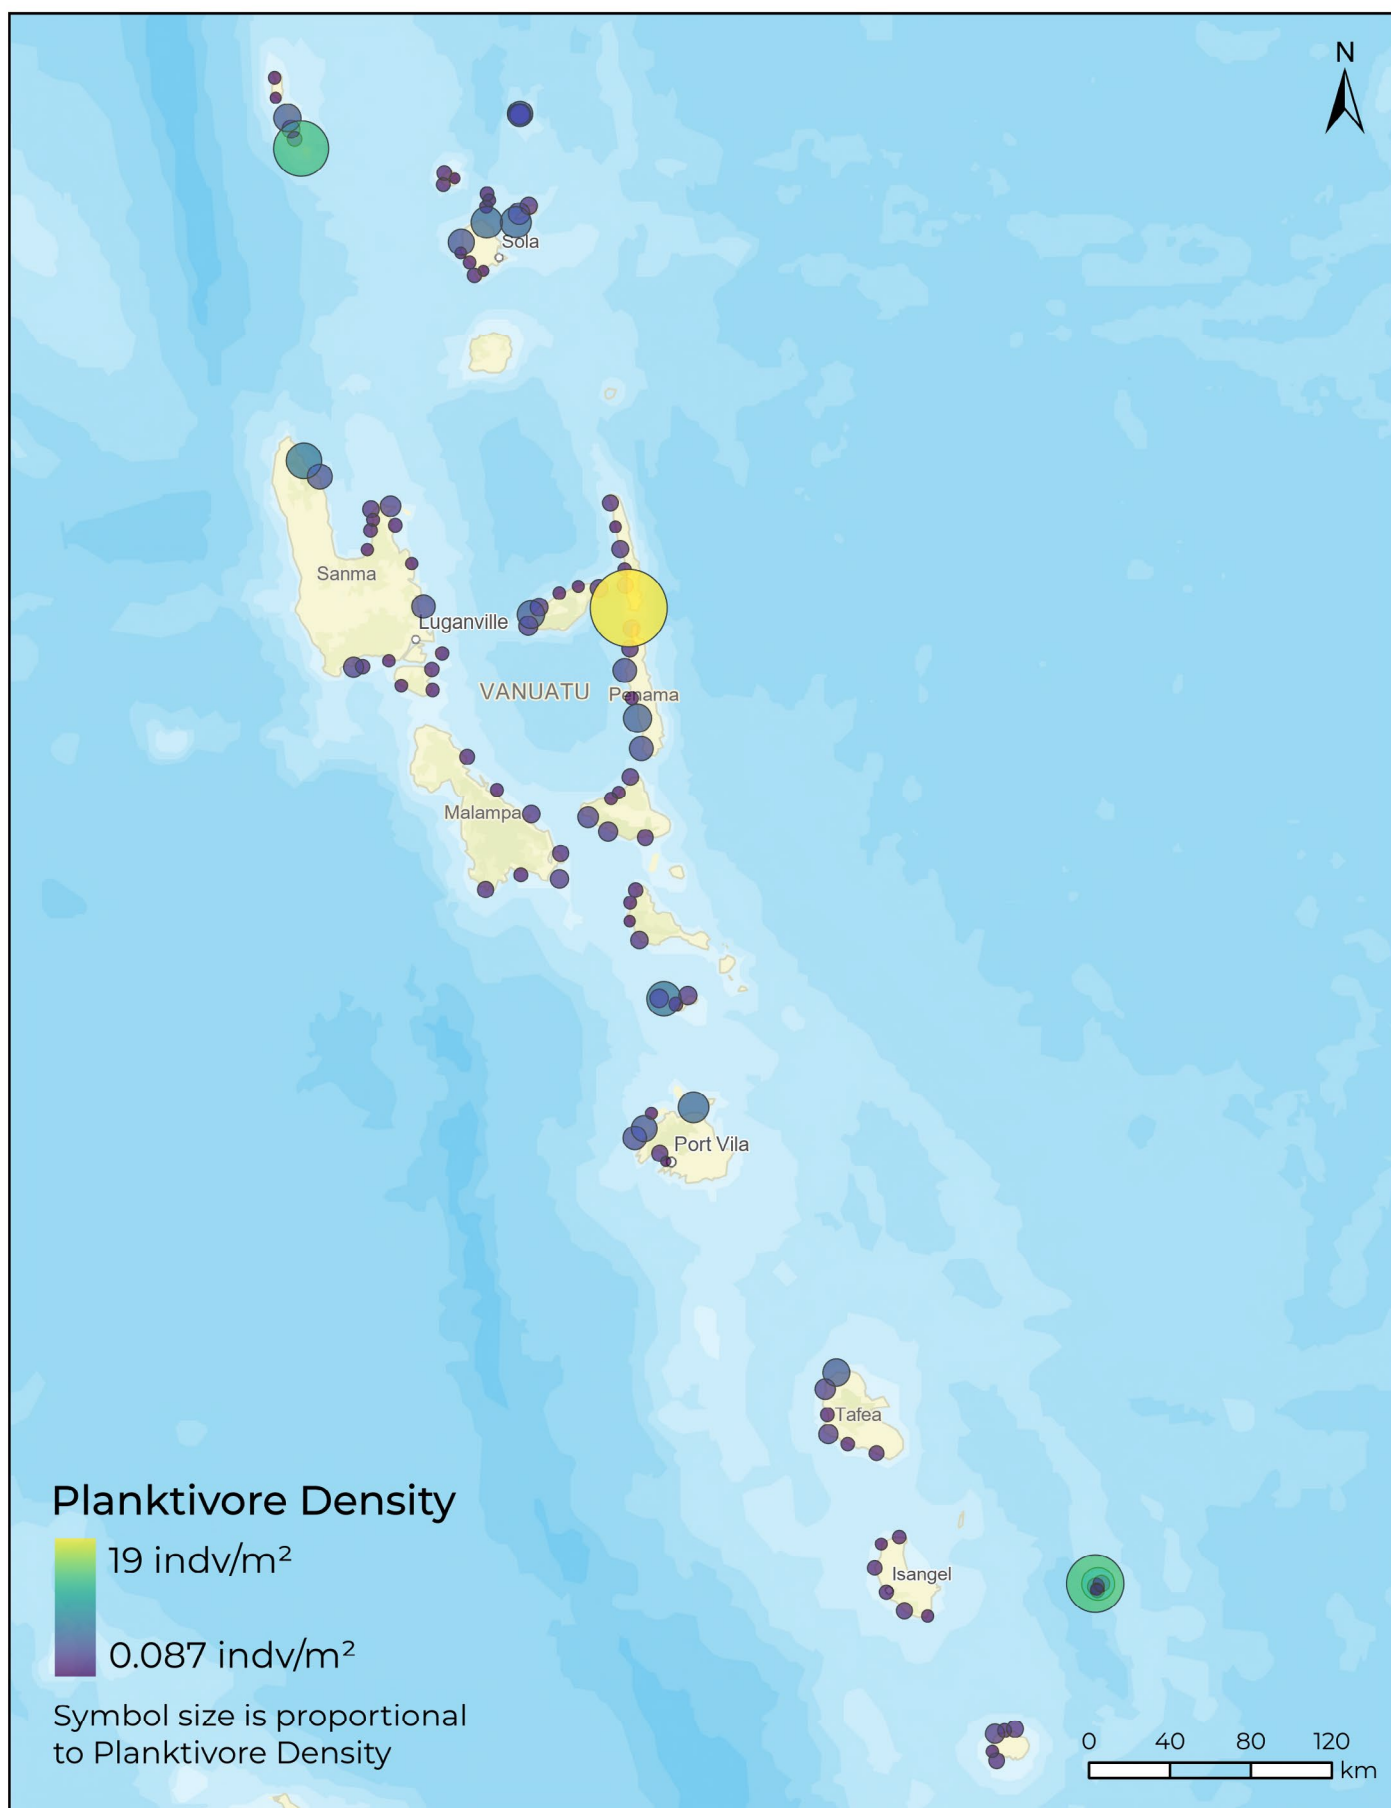 N
Sola
Sanma
Luganville
VANUATU
Penama
Malampa
Port Vila
Tafea
Isangel
Planktivore Density
19 indv/m²
0.087 indv/m²
Symbol size is proportional
to Planktivore Density
0 40 80 120
km